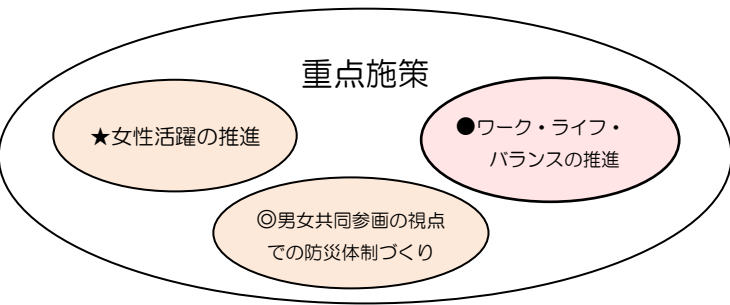 重点施策
★女性活躍の推進
●ワーク・ライフ・
バランスの推進
◎男女共同参画の視点
での防災体制づくり